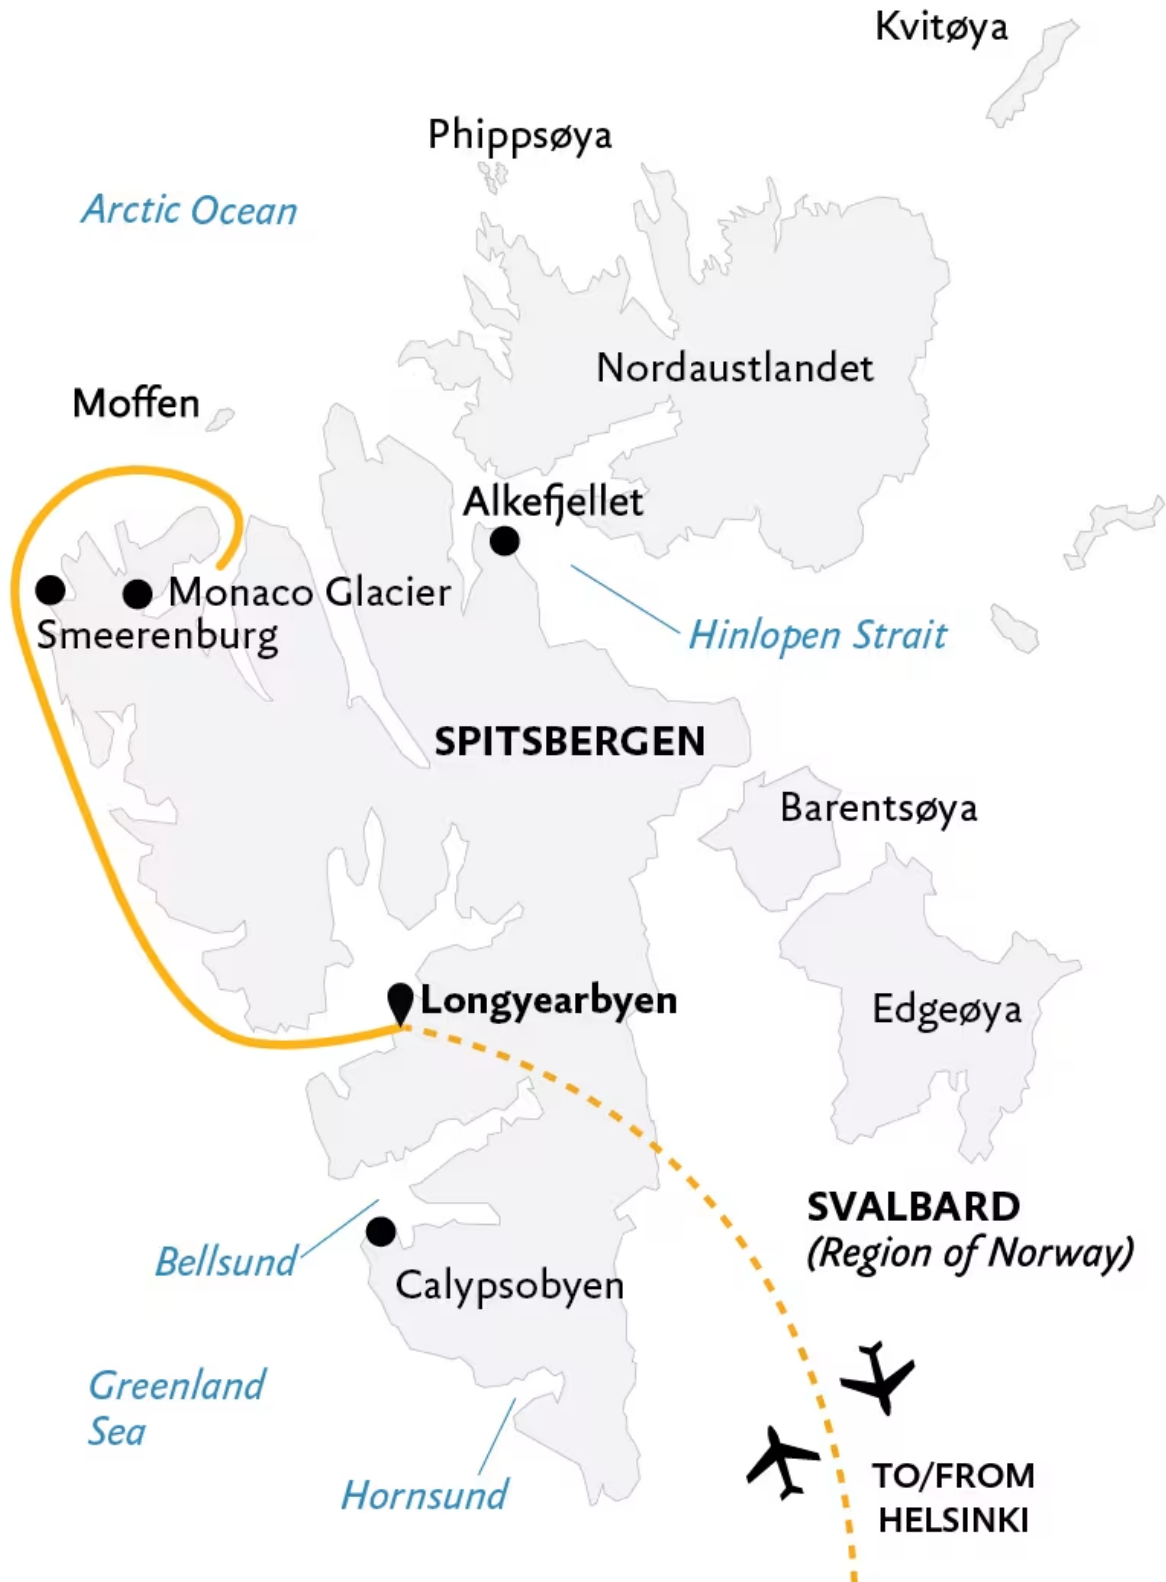 Kvitøya
Phippsøya
Arctic Ocean
Nordaustlandet
Moffen
Alkefjellet
Monaco Glacier
Smeerenburg
Hinlopen Strait
SPITSBERGEN
Barentsøya
Longyearbyen
Edgeøya
SVALBARD
(Region of Norway)
Bellsund
Calypsobyen
Greenland
Sea
Hornsund
TO/FROM
HELSINKI